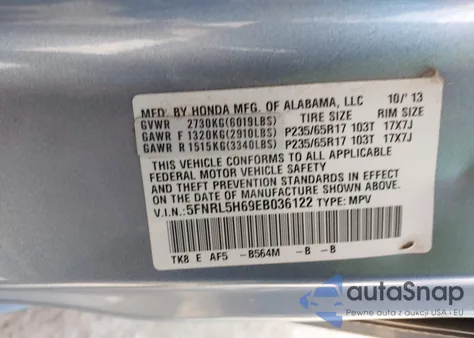 MFD. BY HONDA MFG. OF ALABAMA, LLC 10/'13
GVWR 2730KG(6019LBS) TIRE SIZE RIM SIZE
GAWR F 1320KG(2910LBS) P235/65R17 103T 17X7J
GAWR R 1515KG(3340LBS) P235/65R17 103T 17X7J
THIS VEHICLE CONFORMS TO ALL APPLICABLE
FEDERAL MOTOR VEHICLE SAFETY
AND THEFT PREVENTION STANDARDS IN EFFECT ON
THE DATE OF MANUFACTURE SHOWN ABOVE.
V.I.N.:5FNRL5H69EB036122 TYPE: MPV
TK8 E AF5 -B564M -B -B
autoSnap
Auta z Polski z aukcji USA i EU